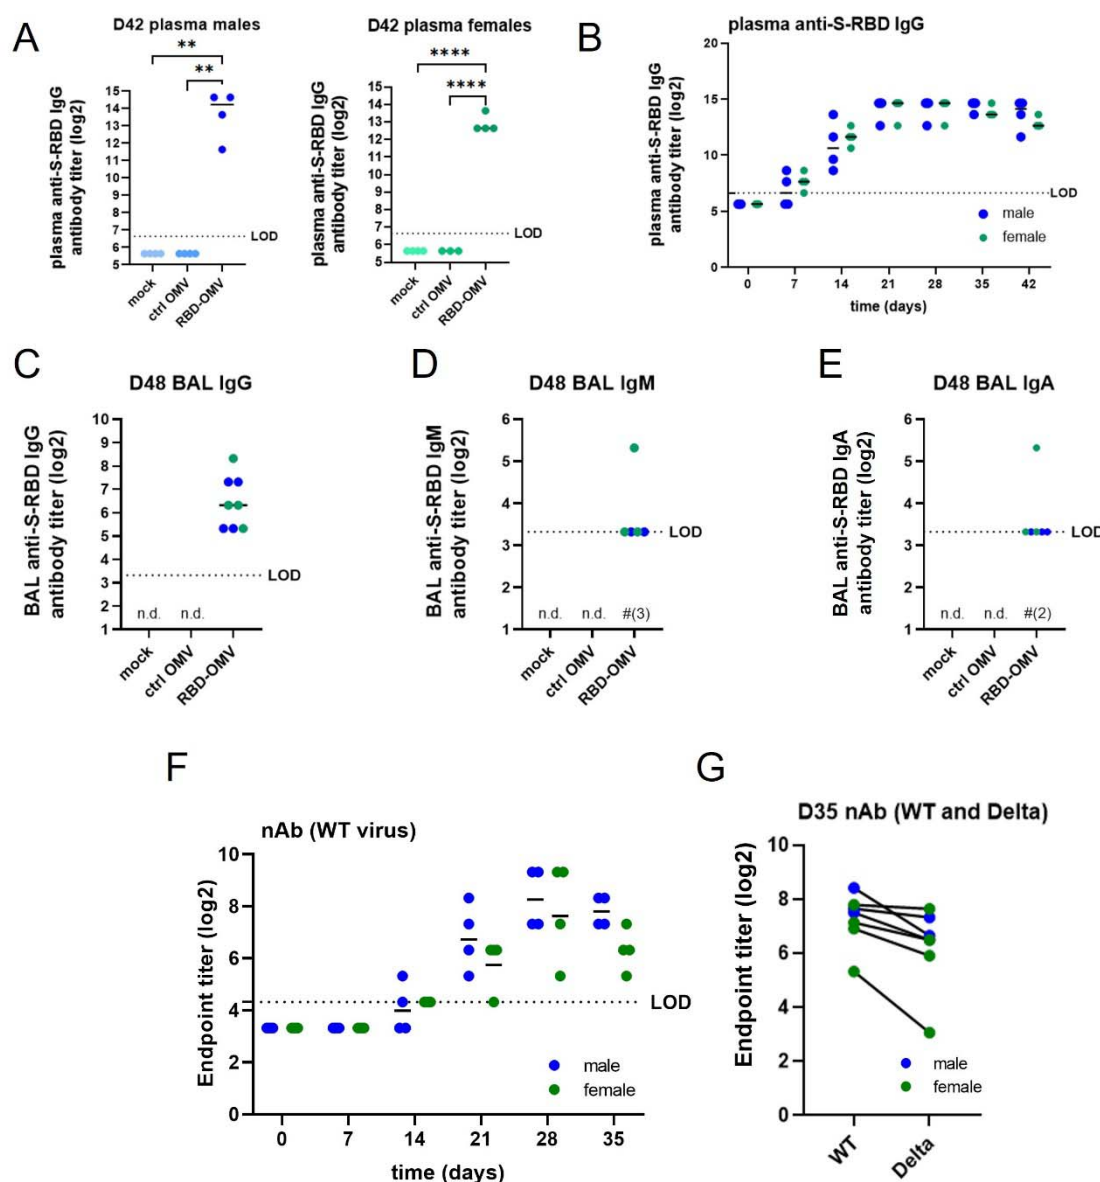 A
D42 plasma males
**
**
plasma anti-S-RBD IgG
antibody titer (log2)
15
14
13
12
11
10
9
8
7
6
5
LOD
mock
ctrl OMV
RBD-OMV
D42 plasma females
****
****
plasma anti-S-RBD IgG
antibody titer (log2)
15
14
13
12
11
10
9
8
7
6
5
LOD
mock
ctrl OMV
RBD-OMV
B
plasma anti-S-RBD IgG
plasma anti-S-RBD IgG
antibody titer (log2)
20
15
10
5
0
LOD
male
female
0 7 14 21 28 35 42
time (days)
C
D48 BAL IgG
BAL anti-S-RBD IgG
antibody titer (log2)
10
9
8
7
6
5
4
3
2
1
LOD
n.d. n.d.
mock
ctrl OMV
RBD-OMV
D
D48 BAL IgM
BAL anti-S-RBD IgM
antibody titer (log2)
6
5
4
3
2
1
LOD
n.d. n.d. #(3)
mock
ctrl OMV
RBD-OMV
E
D48 BAL IgA
BAL anti-S-RBD IgA
antibody titer (log2)
6
5
4
3
2
1
LOD
n.d. n.d. #(2)
mock
ctrl OMV
RBD-OMV
F
nAb (WT virus)
Endpoint titer (log2)
10
8
6
4
2
0
LOD
male
female
0 7 14 21 28 35
time (days)
G
D35 nAb (WT and Delta)
Endpoint titer (log2)
10
8
6
4
2
0
male
female
WT
Delta